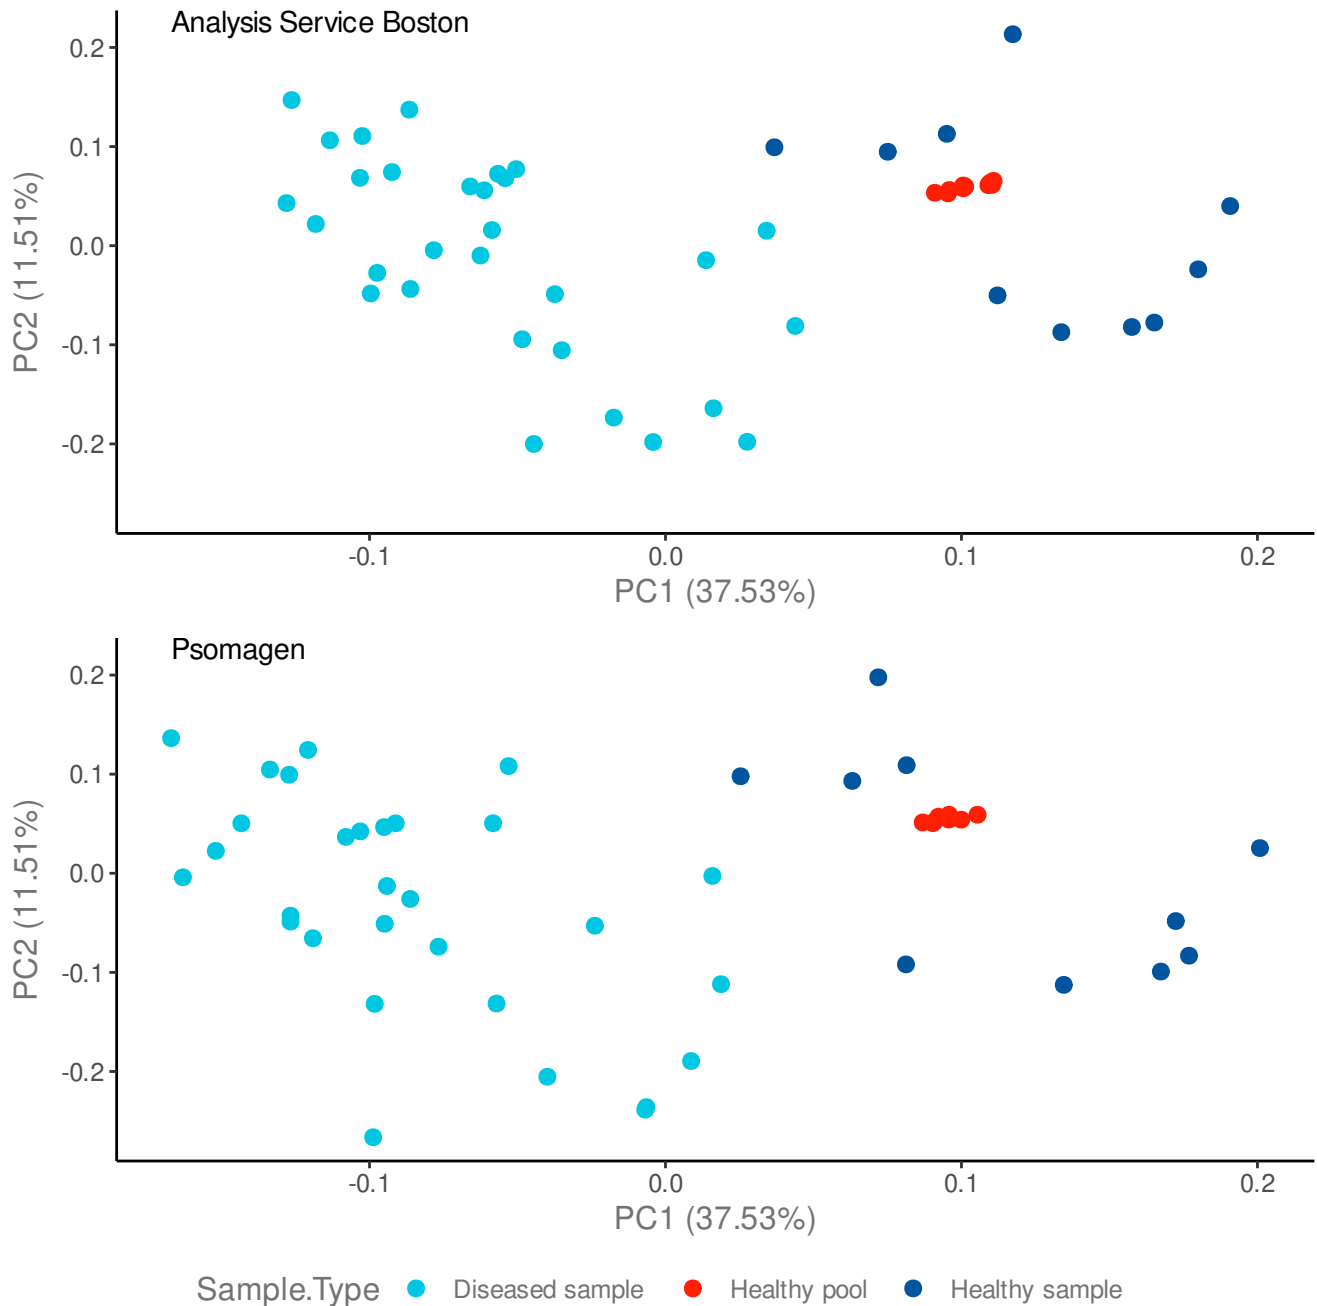 Analysis Service Boston
0.2
0.1
0.0
-0.1
-0.2
PC2 (11.51%)
-0.1 0.0 0.1 0.2
PC1 (37.53%)
Psomagen
0.2
0.1
0.0
-0.1
-0.2
PC2 (11.51%)
-0.1 0.0 0.1 0.2
PC1 (37.53%)
Sample.Type Diseased sample Healthy pool Healthy sample